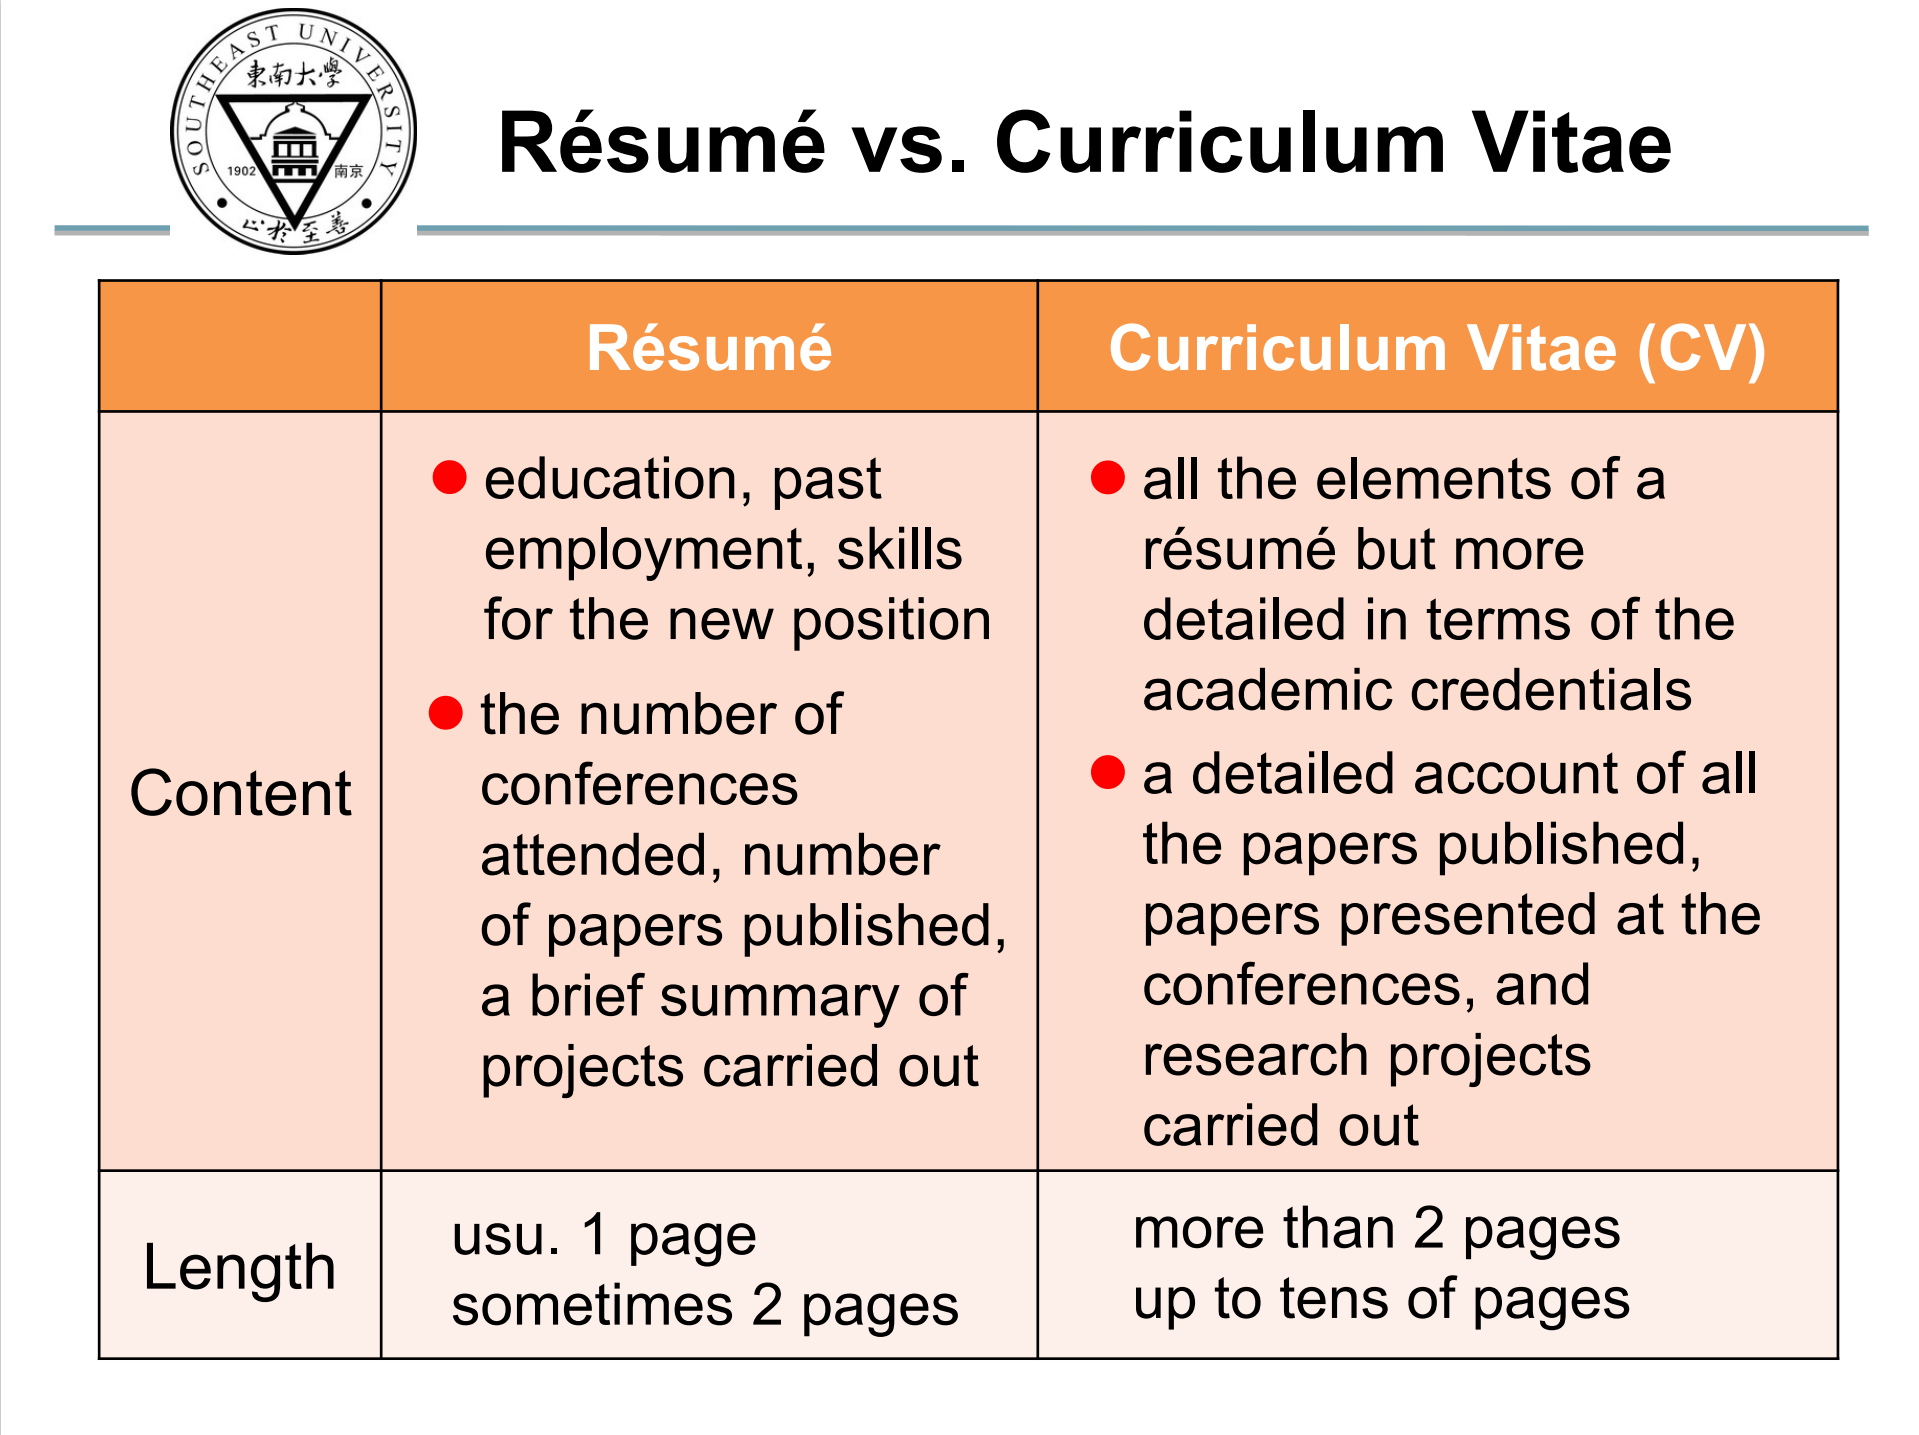 SOUTHEAST UNIVERSITY
東南大學
1902
南京
止於至善
Résumé vs. Curriculum Vitae
Résumé
Curriculum Vitae (CV)
Content
education, past
employment, skills
for the new position
the number of
conferences
attended, number
of papers published,
a brief summary of
projects carried out
all the elements of a
résumé but more
detailed in terms of the
academic credentials
a detailed account of all
the papers published,
papers presented at the
conferences, and
research projects
carried out
Length
usu. 1 page
sometimes 2 pages
more than 2 pages
up to tens of pages